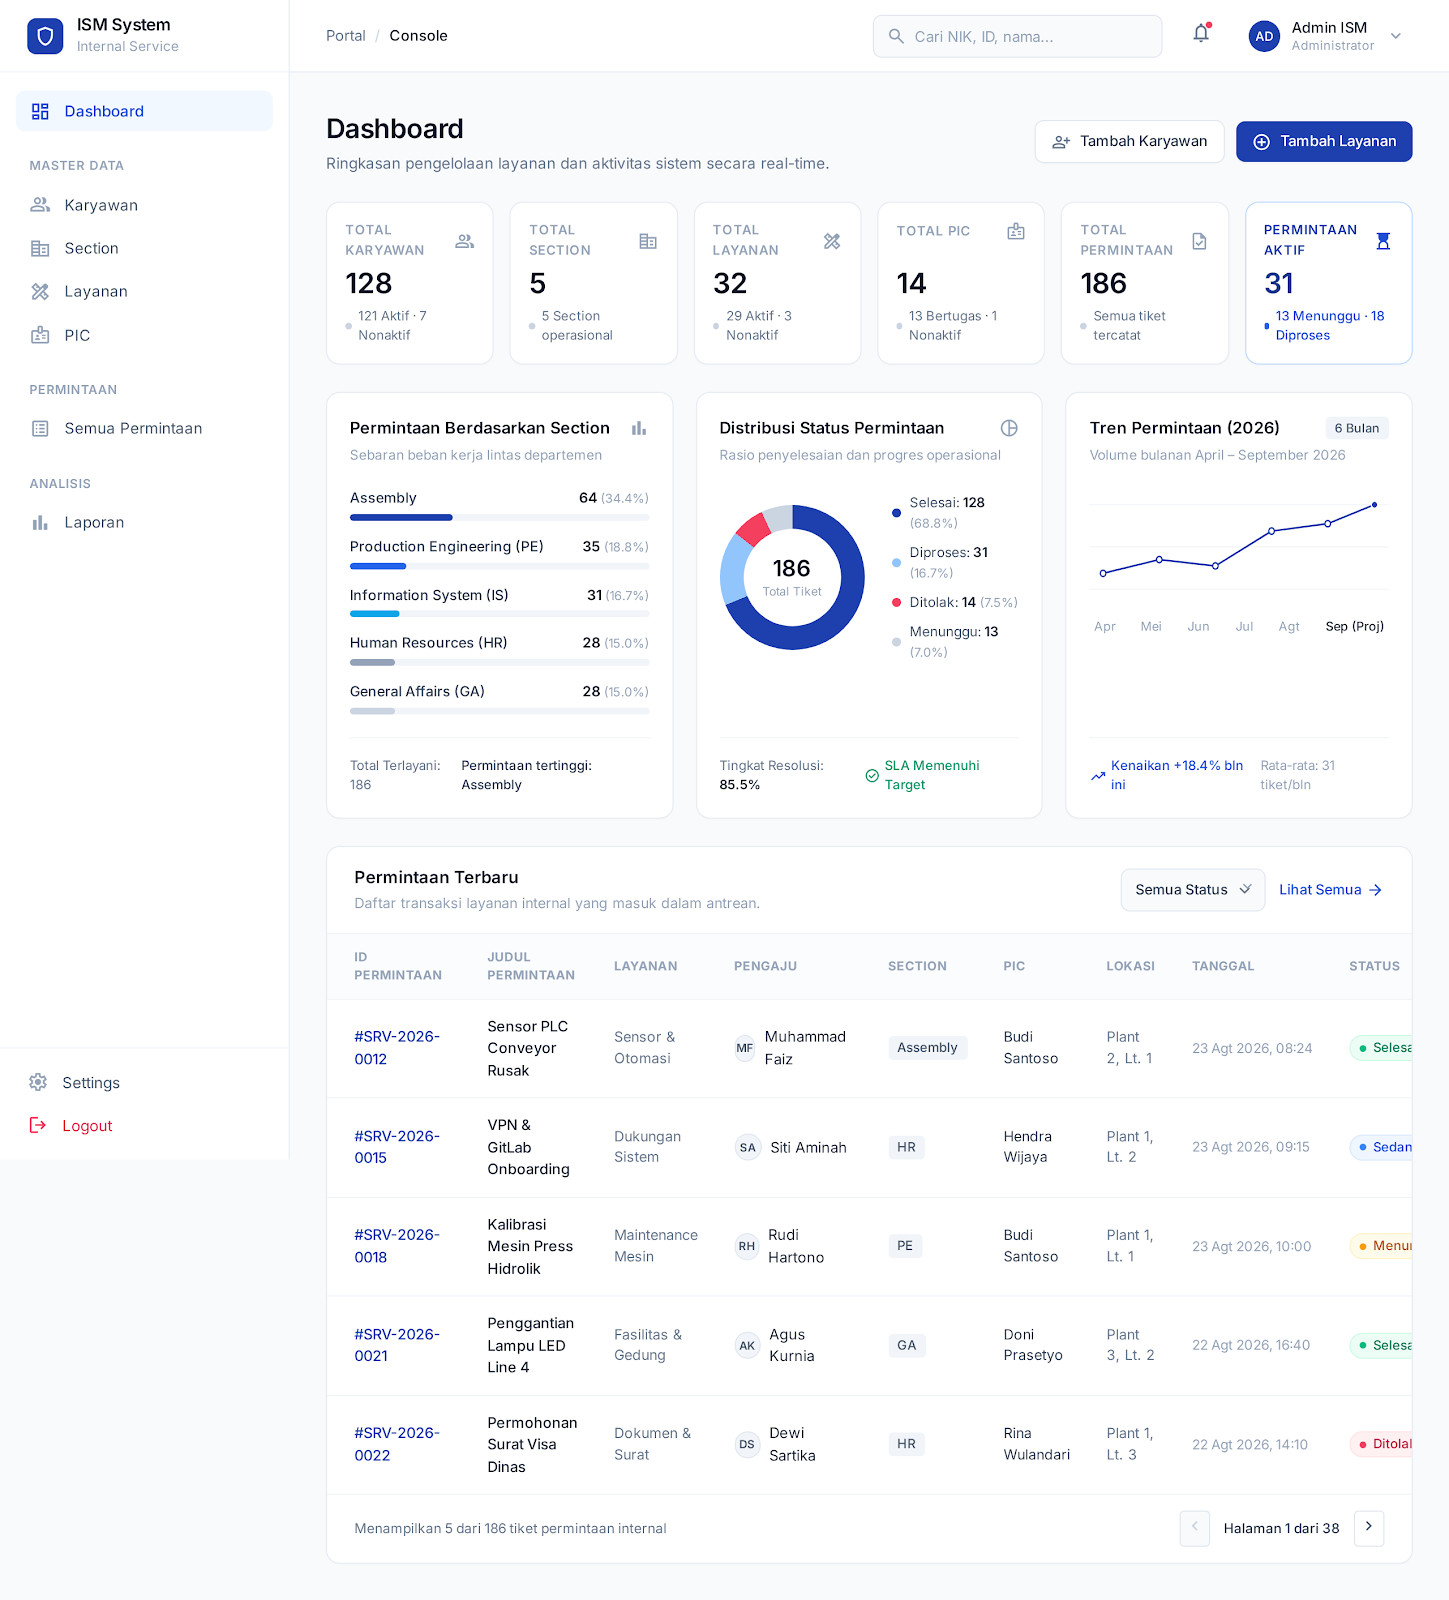 ISM System
Internal Service
Portal / Console
Cari NIK, ID, nama...
AD
Admin ISM
Administrator
Dashboard
MASTER DATA
Karyawan
Section
Layanan
PIC
PERMINTAAN
Semua Permintaan
ANALISIS
Laporan
Settings
Logout
Dashboard
Ringkasan pengelolaan layanan dan aktivitas sistem secara real-time.
Tambah Karyawan
Tambah Layanan
TOTAL
KARYAWAN
128
121 Aktif · 7
Nonaktif
TOTAL
SECTION
5
5 Section
operasional
TOTAL
LAYANAN
32
29 Aktif · 3
Nonaktif
TOTAL PIC
14
13 Bertugas · 1
Nonaktif
TOTAL
PERMINTAAN
186
Semua tiket
tercatat
PERMINTAAN
AKTIF
31
13 Menunggu · 18
Diproses
Permintaan Berdasarkan Section
Sebaran beban kerja lintas departemen
Assembly 64 (34.4%)
Production Engineering (PE) 35 (18.8%)
Information System (IS) 31 (16.7%)
Human Resources (HR) 28 (15.0%)
General Affairs (GA) 28 (15.0%)
Total Terlayani:
186
Permintaan tertinggi:
Assembly
Distribusi Status Permintaan
Rasio penyelesaian dan progres operasional
186
Total Tiket
Selesai: 128
(68.8%)
Diproses: 31
(16.7%)
Ditolak: 14 (7.5%)
Menunggu: 13
(7.0%)
Tingkat Resolusi:
85.5%
SLA Memenuhi
Target
Tren Permintaan (2026)
6 Bulan
Volume bulanan April – September 2026
Apr Mei Jun Jul Agt Sep (Proj)
Kenaikan +18.4% bln
ini
Rata-rata: 31
tiket/bln
Permintaan Terbaru
Daftar transaksi layanan internal yang masuk dalam antrean.
Semua Status
Lihat Semua
ID
PERMINTAAN
JUDUL
PERMINTAAN
LAYANAN
PENGAJU
SECTION
PIC
LOKASI
TANGGAL
STATUS
#SRV-2026-
0012
Sensor PLC
Conveyor
Rusak
Sensor &
Otomasi
MF
Muhammad
Faiz
Assembly
Budi
Santoso
Plant
2, Lt. 1
23 Agt 2026, 08:24
Selesa
#SRV-2026-
0015
VPN &
GitLab
Onboarding
Dukungan
Sistem
SA
Siti Aminah
HR
Hendra
Wijaya
Plant 1,
Lt. 2
23 Agt 2026, 09:15
Sedan
#SRV-2026-
0018
Kalibrasi
Mesin Press
Hidrolik
Maintenance
Mesin
RH
Rudi
Hartono
PE
Budi
Santoso
Plant 1,
Lt. 1
23 Agt 2026, 10:00
Menun
#SRV-2026-
0021
Penggantian
Lampu LED
Line 4
Fasilitas &
Gedung
AK
Agus
Kurnia
GA
Doni
Prasetyo
Plant
3, Lt. 2
22 Agt 2026, 16:40
Selesa
#SRV-2026-
0022
Permohonan
Surat Visa
Dinas
Dokumen &
Surat
DS
Dewi
Sartika
HR
Rina
Wulandari
Plant 1,
Lt. 3
22 Agt 2026, 14:10
Ditolal
Menampilkan 5 dari 186 tiket permintaan internal
Halaman 1 dari 38